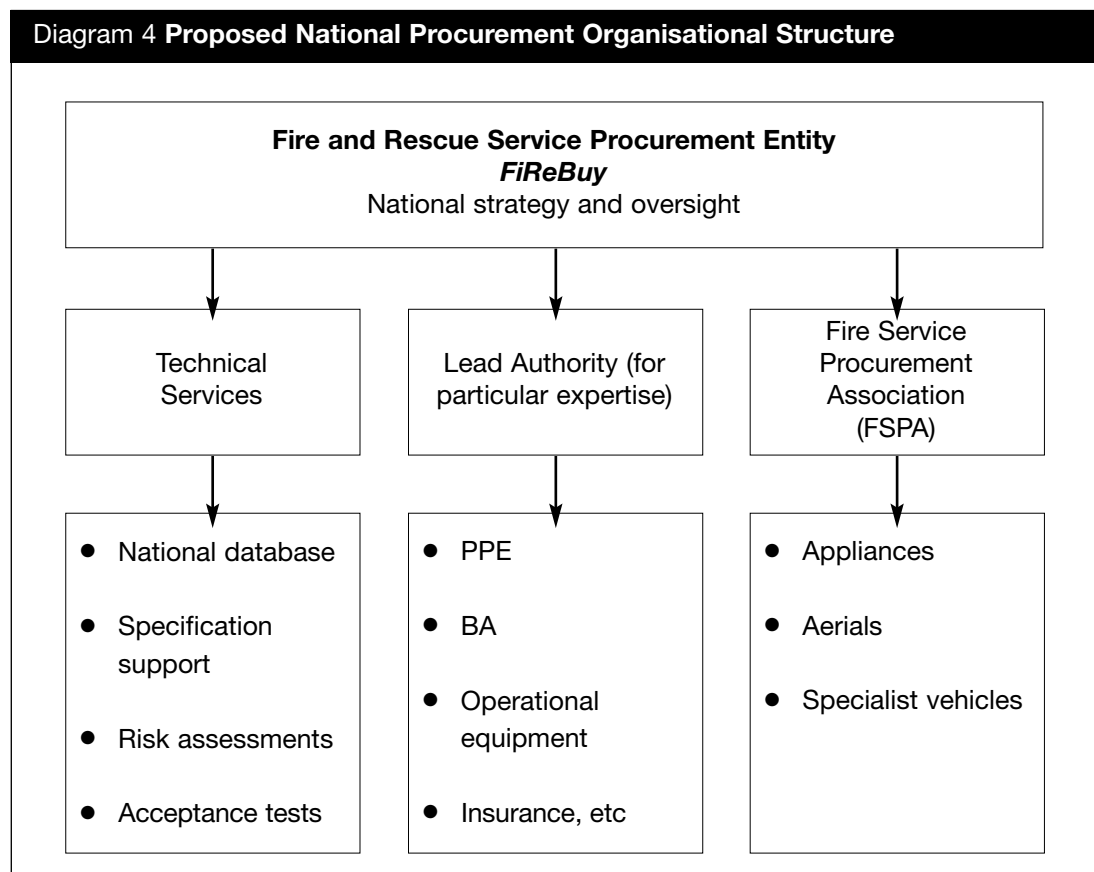 Diagram 4 Proposed National Procurement Organisational Structure
Fire and Rescue Service Procurement Entity
FiReBuy
National strategy and oversight
Technical
Services
Lead Authority (for
particular expertise)
Fire Service
Procurement
Association
(FSPA)
● National database
● Specification
support
● Risk assessments
● Acceptance tests
● PPE
● BA
● Operational
equipment
● Insurance, etc
● Appliances
● Aerials
● Specialist vehicles